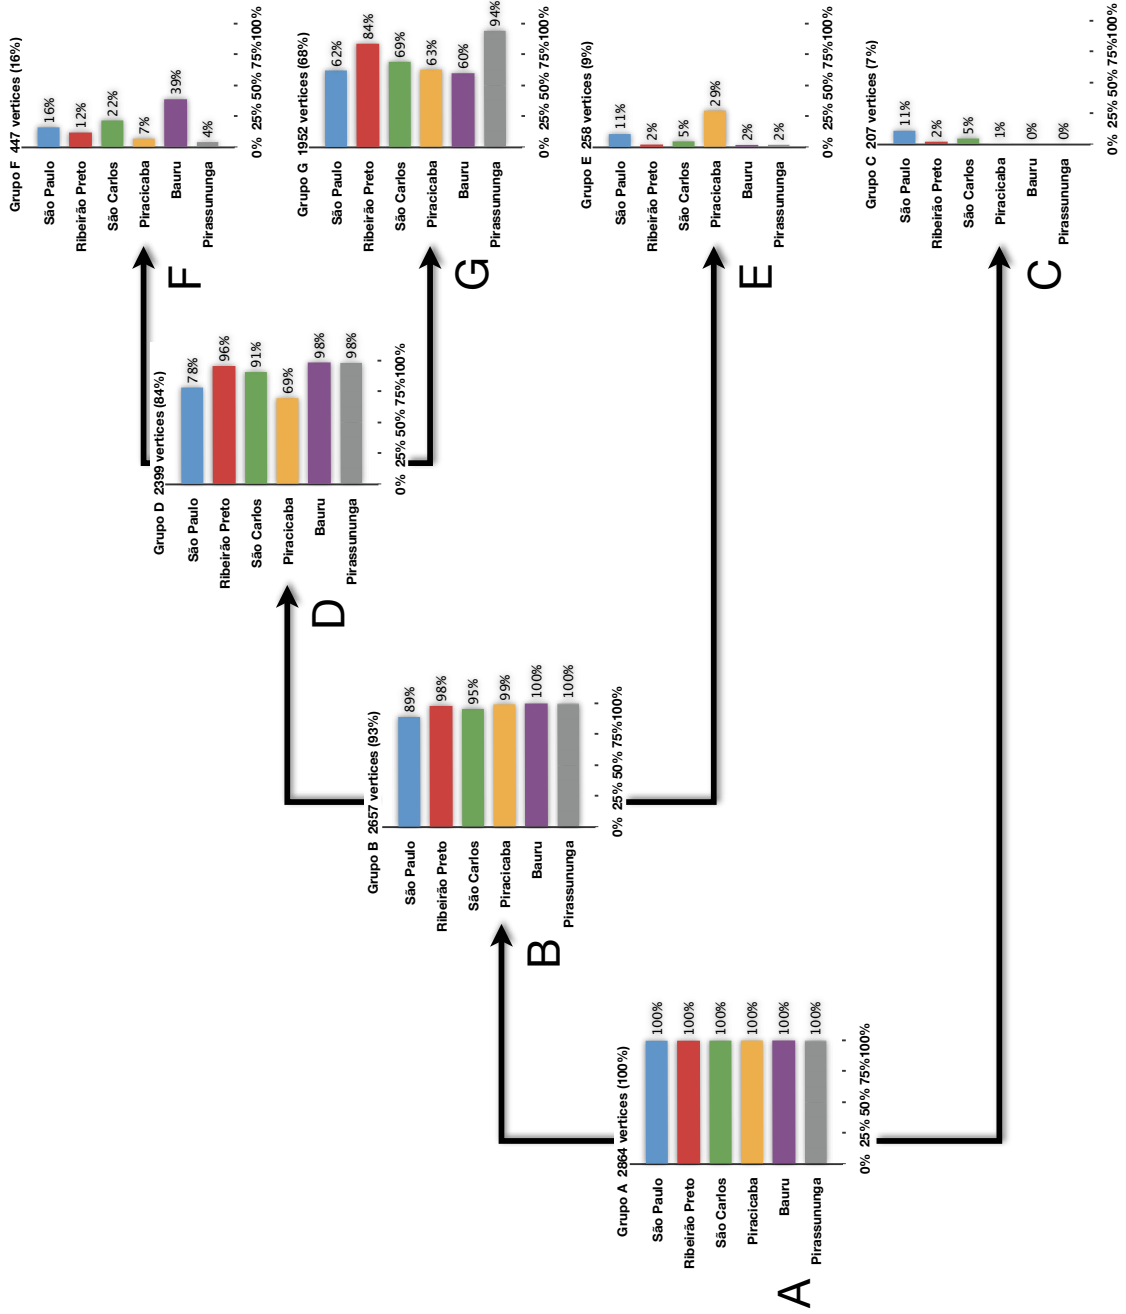 Grupo A 2864 vertices (100%)
São Paulo 100%
Ribeirão Preto 100%
São Carlos 100%
Piracicaba 100%
Bauru 100%
Pirassununga 100%
0% 25% 50% 75%100%
A
Grupo B 2657 vertices (93%)
São Paulo 89%
Ribeirão Preto 98%
São Carlos 95%
Piracicaba 99%
Bauru 100%
Pirassununga 100%
0% 25% 50% 75%100%
B
Grupo D 2399 vertices (84%)
São Paulo 78%
Ribeirão Preto 96%
São Carlos 91%
Piracicaba 69%
Bauru 98%
Pirassununga 98%
0% 25% 50% 75%100%
D
Grupo F 447 vertices (16%)
São Paulo 16%
Ribeirão Preto 12%
São Carlos 22%
Piracicaba 7%
Bauru 39%
Pirassununga 4%
0% 25% 50% 75%100%
F
Grupo G 1952 vertices (68%)
São Paulo 62%
Ribeirão Preto 84%
São Carlos 69%
Piracicaba 63%
Bauru 60%
Pirassununga 94%
0% 25% 50% 75%100%
G
Grupo E 258 vertices (9%)
São Paulo 11%
Ribeirão Preto 2%
São Carlos 5%
Piracicaba 29%
Bauru 2%
Pirassununga 2%
0% 25% 50% 75%100%
E
Grupo C 207 vertices (7%)
São Paulo 11%
Ribeirão Preto 2%
São Carlos 5%
Piracicaba 1%
Bauru 0%
Pirassununga 0%
0% 25% 50% 75%100%
C